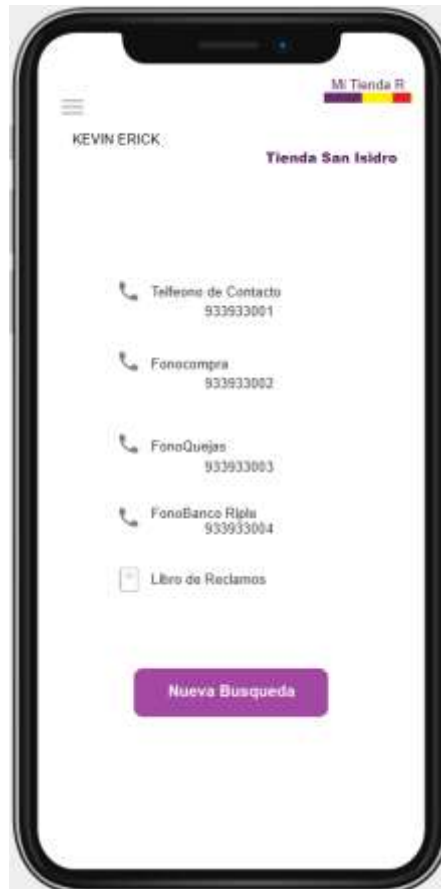 Mi Tienda R
KEVIN ERICK
Tienda San Isidro
Telfeono de Contacto
933933001
Fonocompra
933933002
FonoQuejas
933933003
FonoBanco Riple
933933004
Libro de Reclamos
Nueva Busqueda